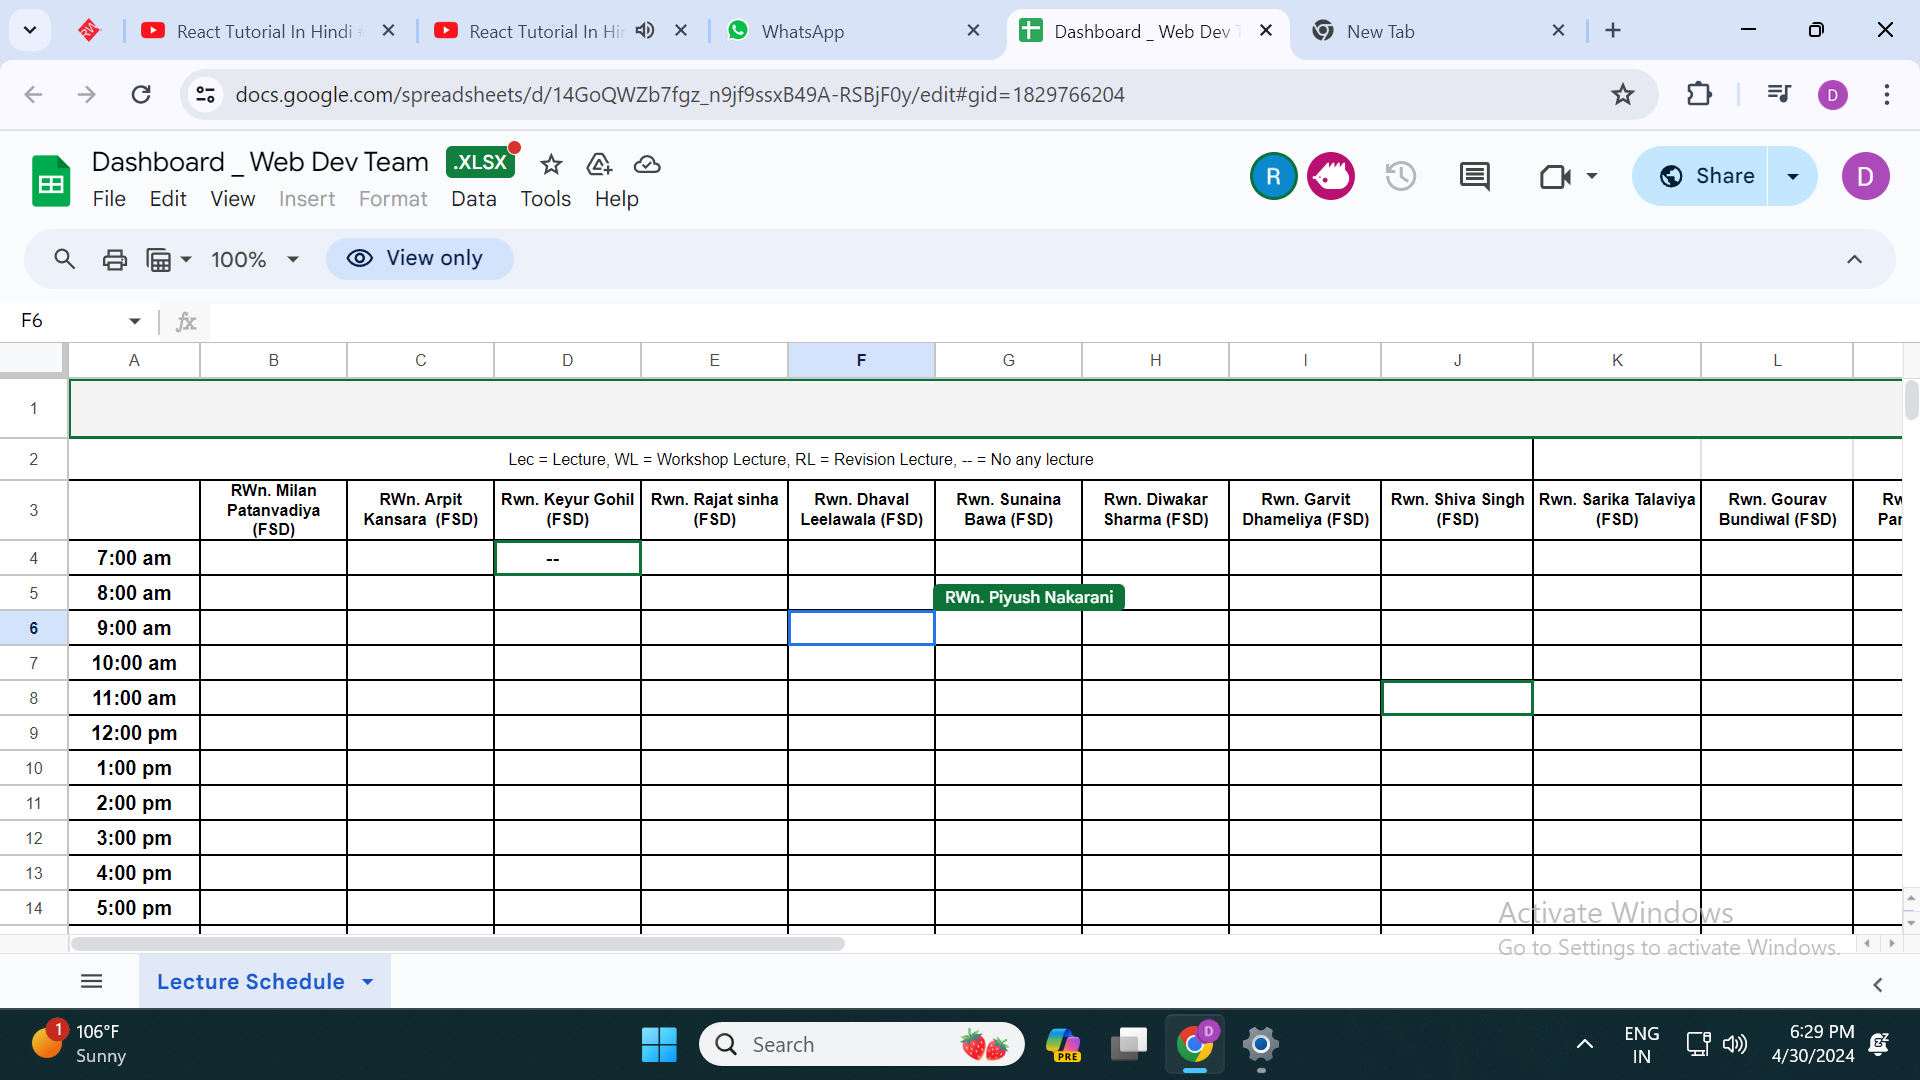 React Tutorial In Hindi
React Tutorial In Hi
WhatsApp
Dashboard _ Web Dev
New Tab
docs.google.com/spreadsheets/d/14GoQWZb7fgz_n9jf9ssxB49A-RSBjF0y/edit#gid=1829766204
D
Dashboard _ Web Dev Team
.XLSX
R
Share
D
File Edit View Insert Format Data Tools Help
100%
View only
F6
fx
A B C D E F G H I J K L
1
2
Lec = Lecture, WL = Workshop Lecture, RL = Revision Lecture, -- = No any lecture
3
RWn. Milan
Patanvadiya
(FSD)
RWn. Arpit
Kansara (FSD)
Rwn. Keyur Gohil
(FSD)
Rwn. Rajat sinha
(FSD)
Rwn. Dhaval
Leelawala (FSD)
Rwn. Sunaina
Bawa (FSD)
Rwn. Diwakar
Sharma (FSD)
Rwn. Garvit
Dhameliya (FSD)
Rwn. Shiva Singh
(FSD)
Rwn. Sarika Talaviya
(FSD)
Rwn. Gourav
Bundiwal (FSD)
4 7:00 am --
5 8:00 am
RWn. Piyush Nakarani
6 9:00 am
7 10:00 am
8 11:00 am
9 12:00 pm
10 1:00 pm
11 2:00 pm
12 3:00 pm
13 4:00 pm
14 5:00 pm
Activate Windows
Go to Settings to activate Windows.
Lecture Schedule
1
106°F
Sunny
Search
PRE
D
ENG
IN
6:29 PM
4/30/2024